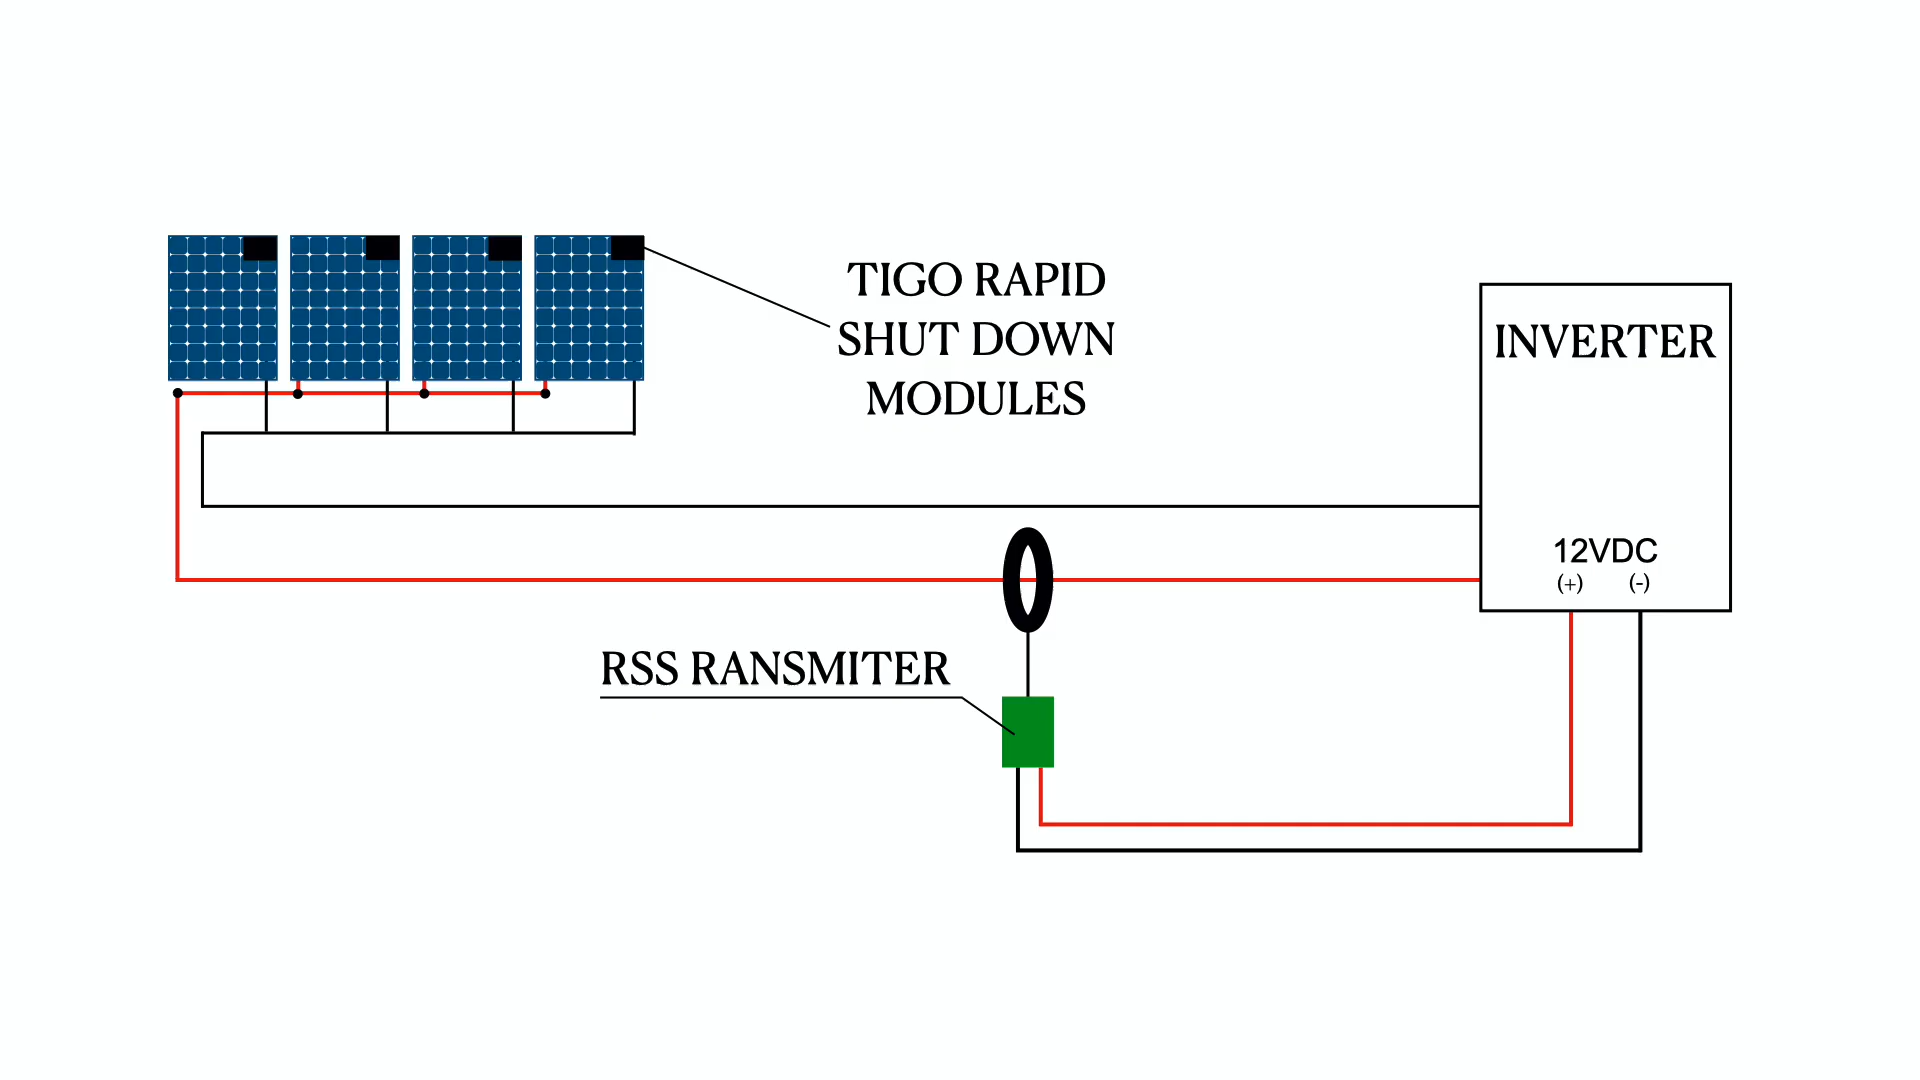 TIGO RAPID
SHUT DOWN
MODULES
INVERTER
12VDC
(+) (-)
RSS RANSMITER